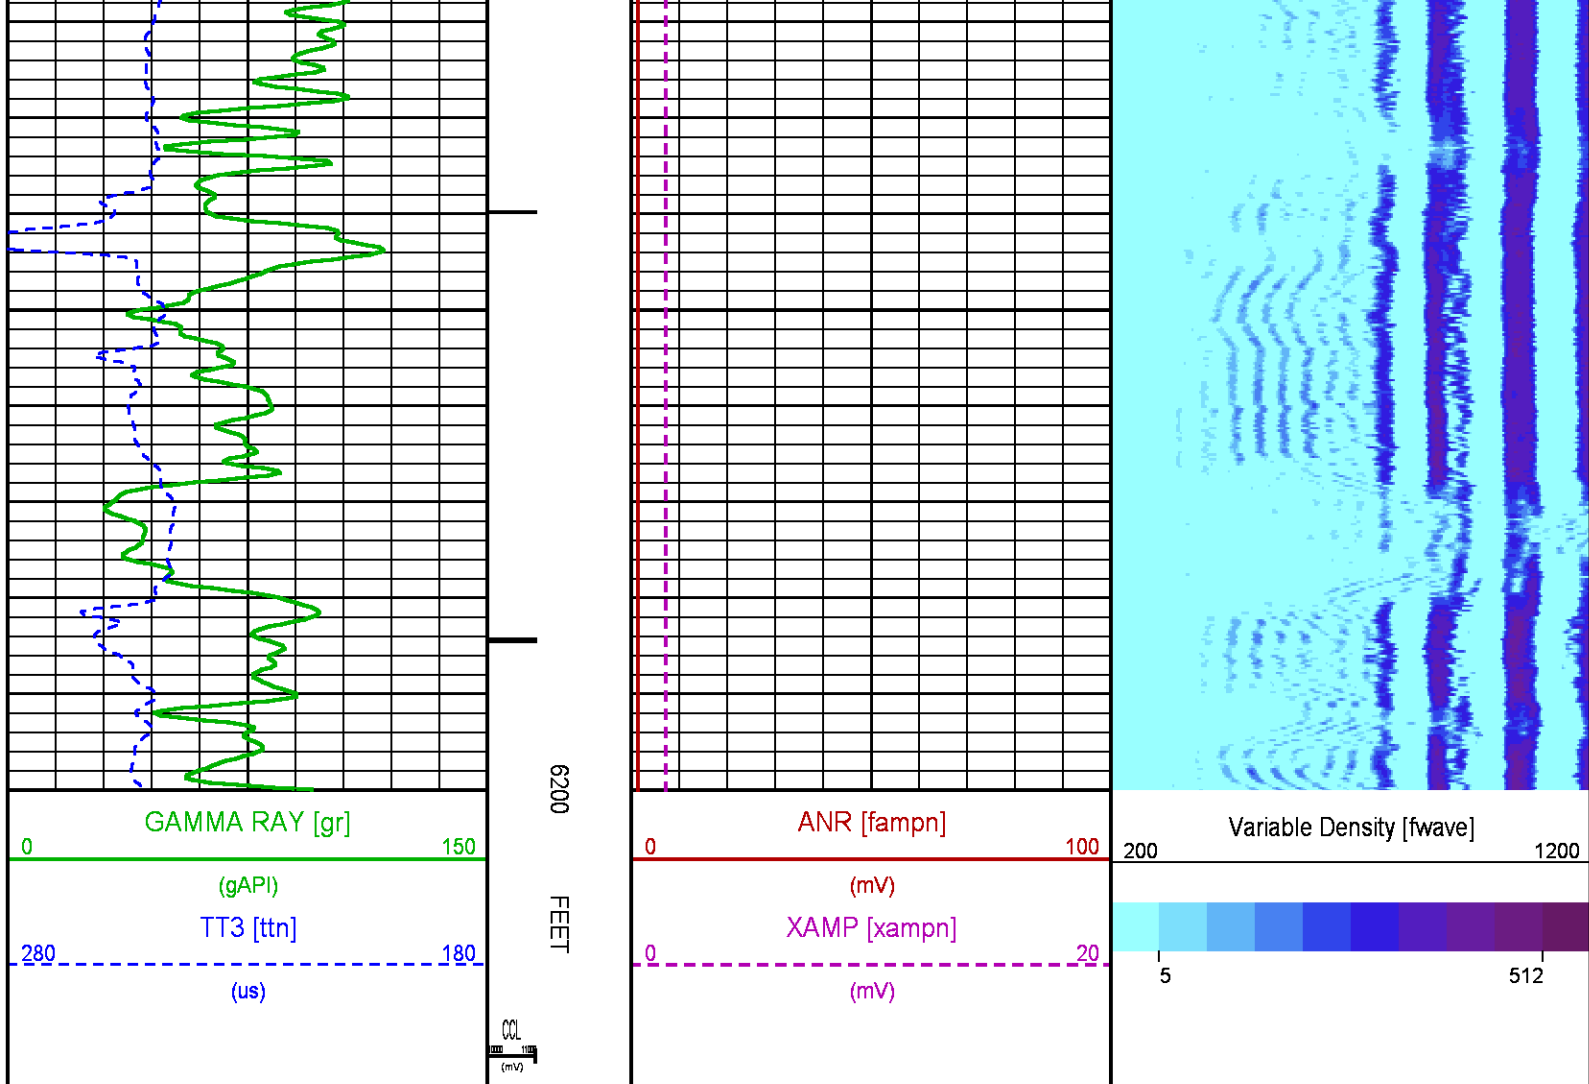 GAMMA RAY [gr]
0 150
(gAPI)
TT3 [ttn]
280 180
(us)
6200
FEET
CCL
(mV)
ANR [fampn]
0 100
(mV)
XAMP [xampn]
0 20
(mV)
Variable Density [fwave]
200 1200
5 512